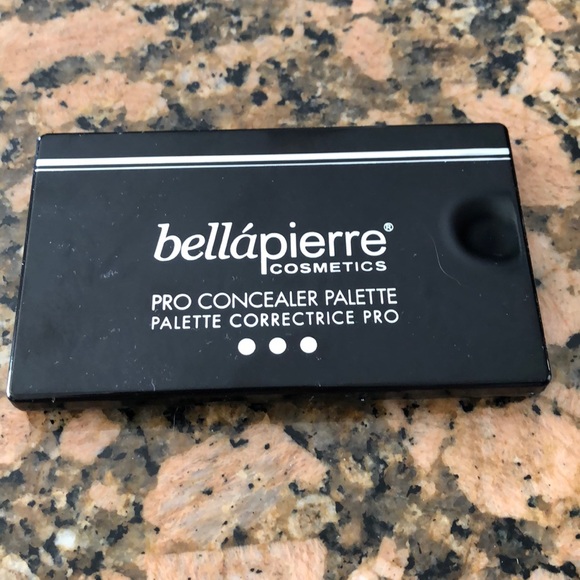 bellápierre®
COSMETICS
PRO CONCEALER PALETTE
PALETTE CORRECTRICE PRO